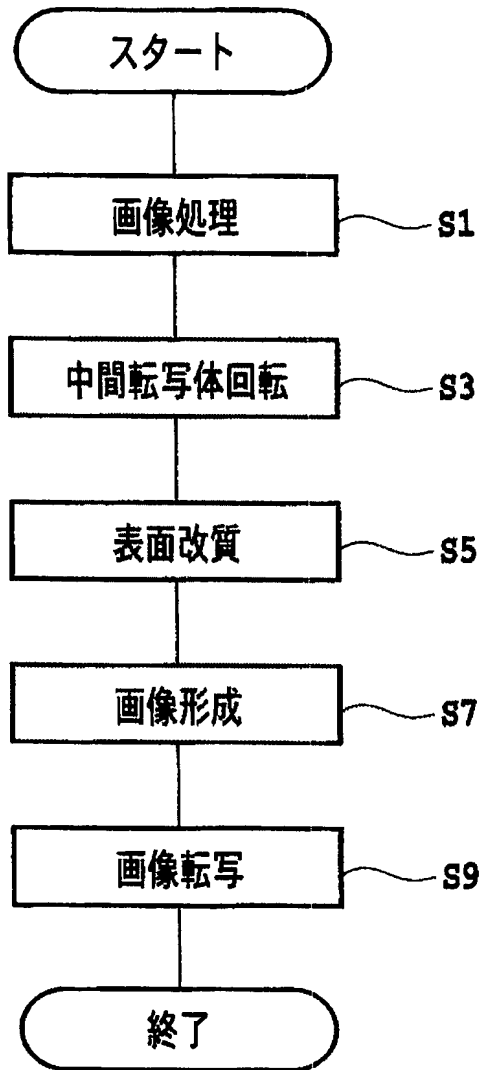 スタート
画像処理
S1
中間転写体回転
S3
表面改質
S5
画像形成
S7
画像転写
S9
終了